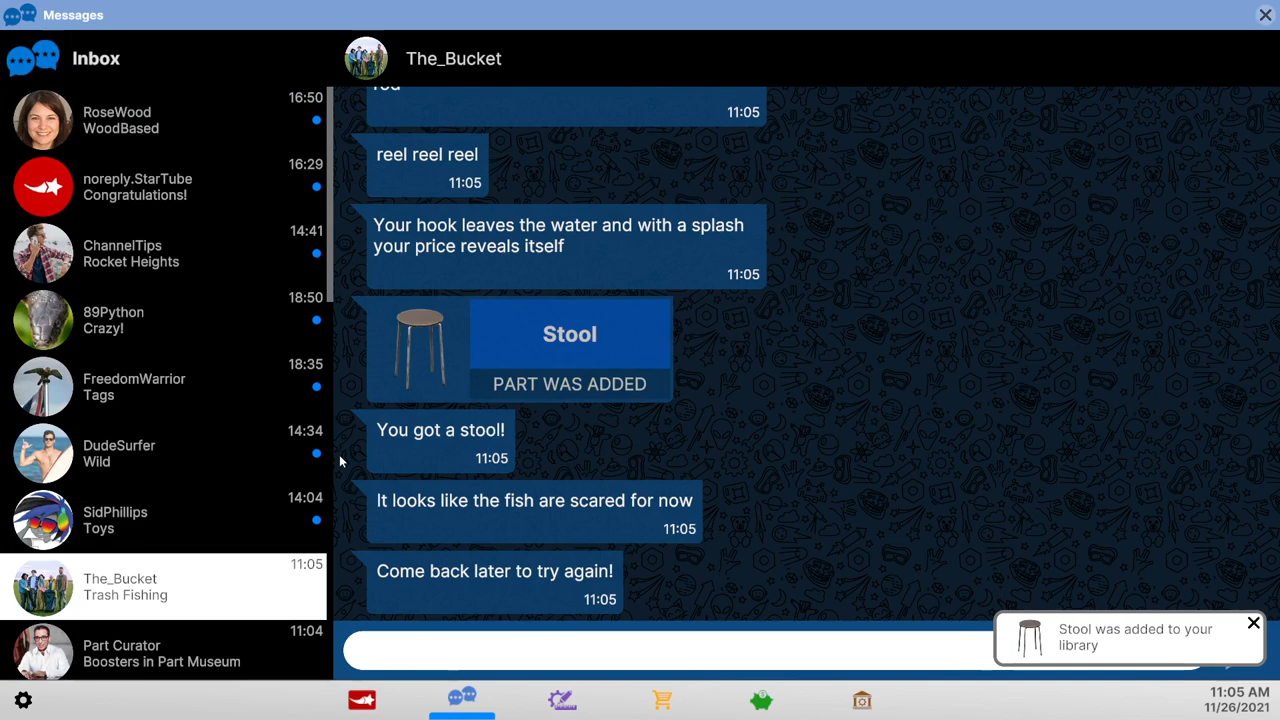 Messages
Inbox
RoseWood
WoodBased
16:50
noreply.StarTube
Congratulations!
16:29
ChannelTips
Rocket Heights
14:41
89Python
Crazy!
18:50
FreedomWarrior
Tags
18:35
DudeSurfer
Wild
14:34
SidPhillips
Toys
14:04
The_Bucket
Trash Fishing
11:05
Part Curator
Boosters in Part Museum
11:04
The_Bucket
11:05
reel reel reel
11:05
Your hook leaves the water and with a splash
your price reveals itself
11:05
Stool
PART WAS ADDED
You got a stool!
11:05
It looks like the fish are scared for now
11:05
Come back later to try again!
11:05
Stool was added to your
library
11:05 AM
11/26/2021